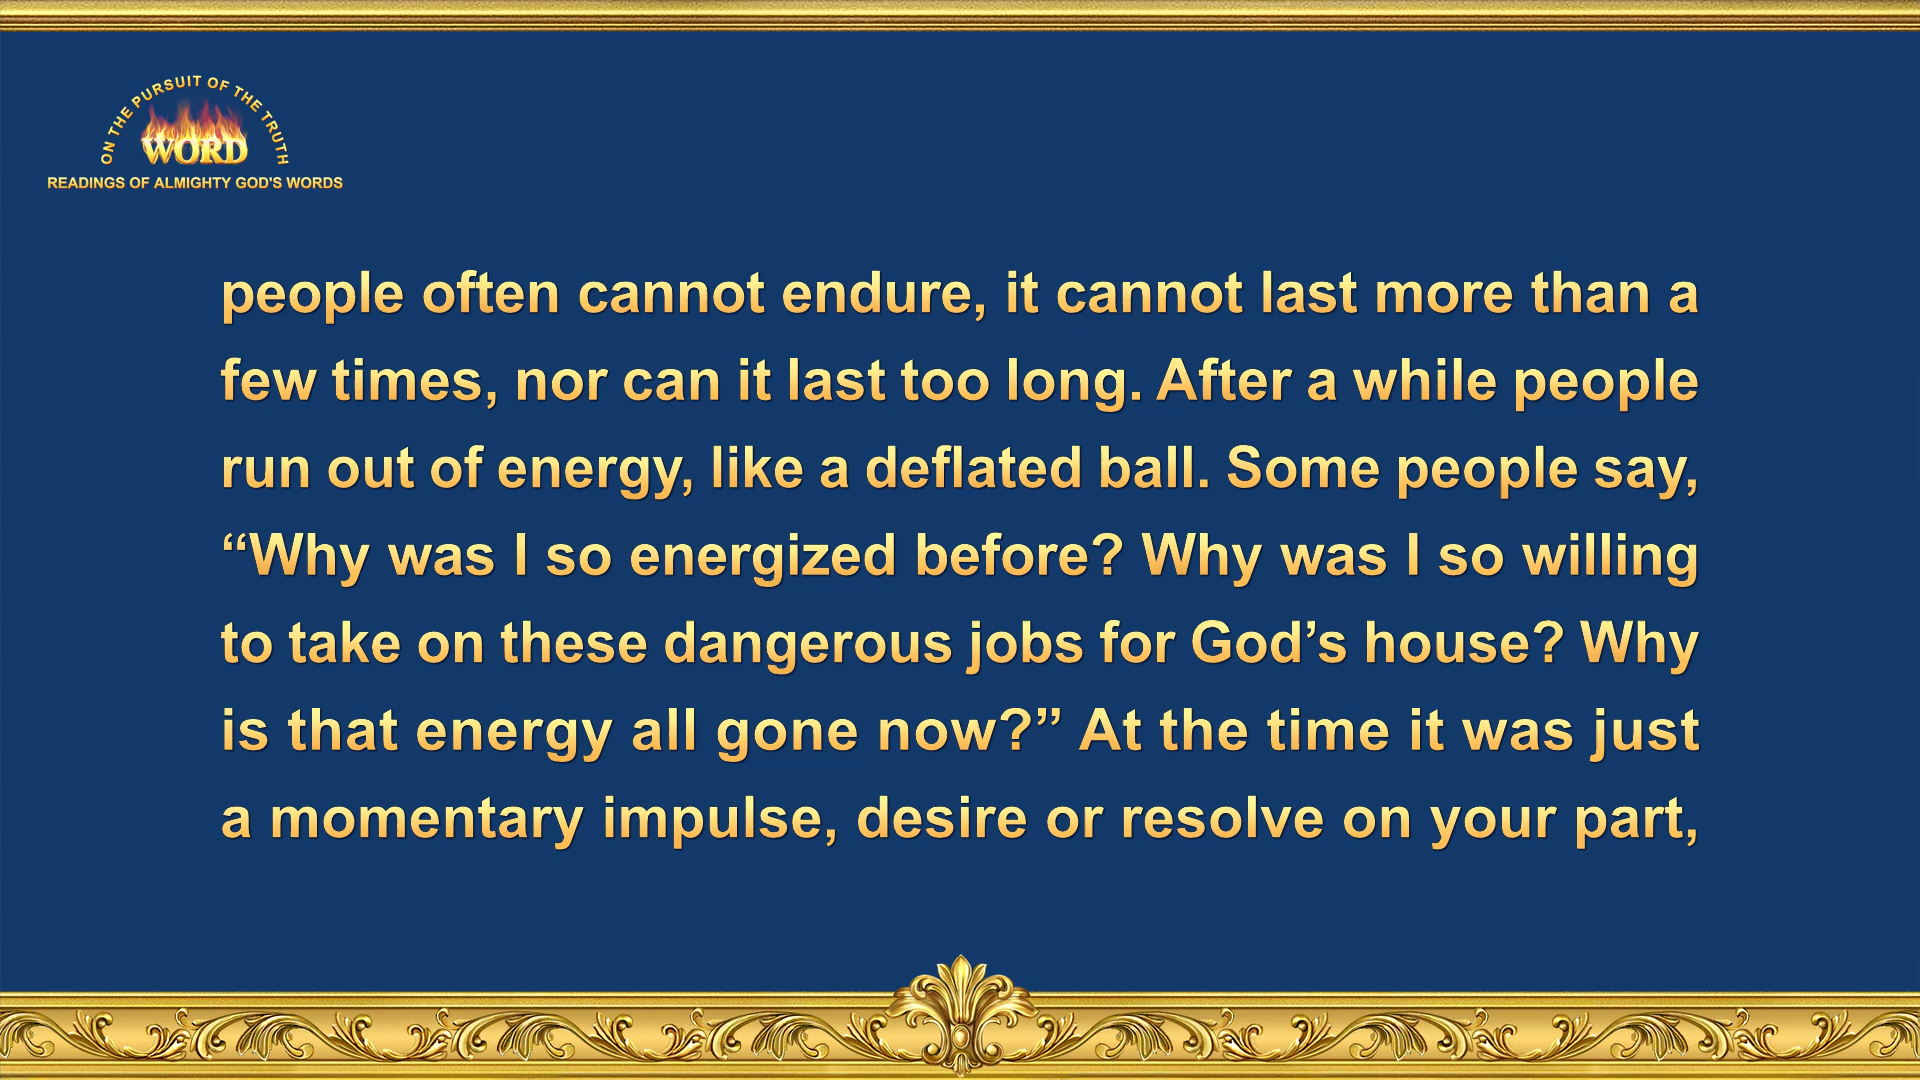 ON THE PURSUIT OF THE TRUTH
WORD
READINGS OF ALMIGHTY GOD'S WORDS
people often cannot endure, it cannot last more than a
few times, nor can it last too long. After a while people
run out of energy, like a deflated ball. Some people say,
“Why was I so energized before? Why was I so willing
to take on these dangerous jobs for God’s house? Why
is that energy all gone now?” At the time it was just
a momentary impulse, desire or resolve on your part,